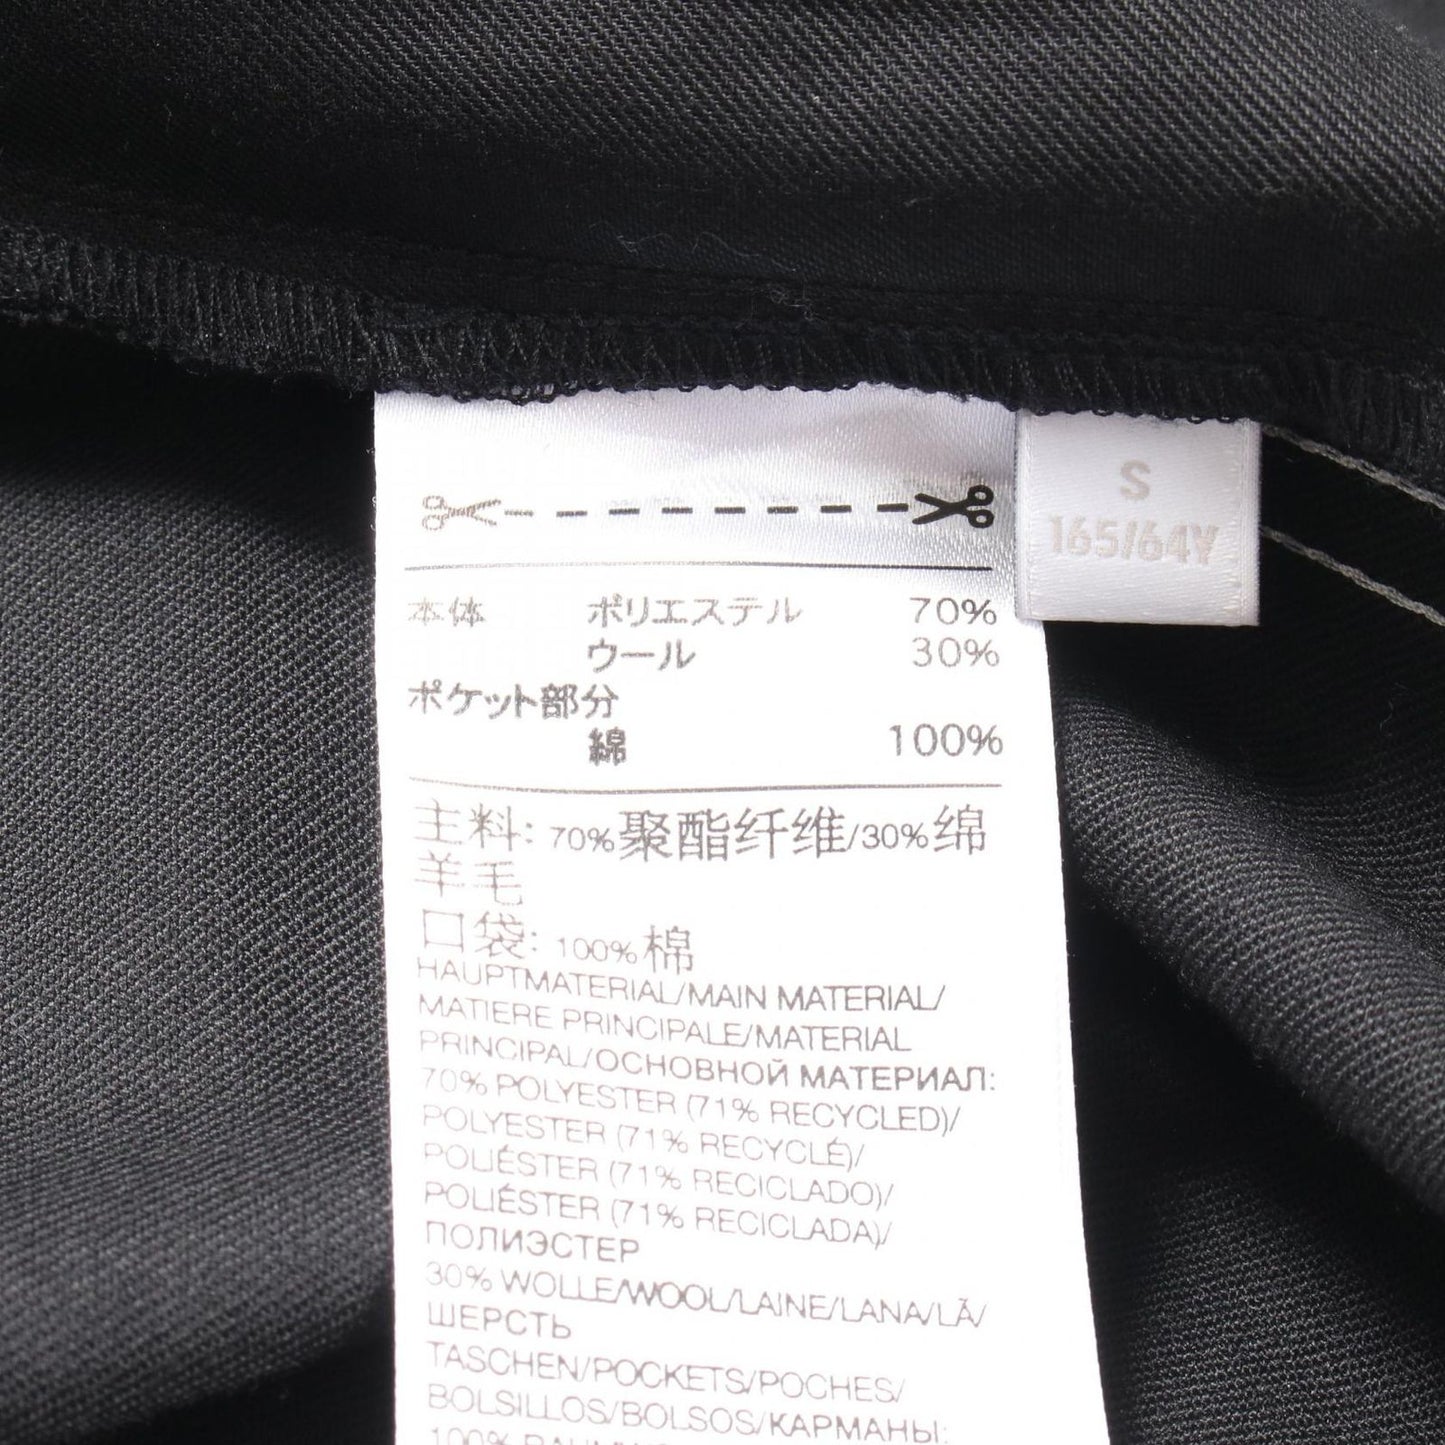 S
165/64Y
本体 ポリエステル 70%
ウール 30%
ポケット部分
綿 100%
主料: 70%聚酯纤维/30%绵
羊毛
口袋: 100%棉
HAUPTMATERIAL/MAIN MATERIAL/
MATIERE PRINCIPALE/MATERIAL
PRINCIPAL/ОСНОВНОЙ МАТЕРИАЛ:
70% POLYESTER (71% RECYCLED)/
POLYESTER (71% RECYCLÉ)/
POLIÉSTER (71% RECICLADO)/
POLIÉSTER (71% RECICLADA)/
ПОЛИЭСТЕР
30% WOLLE/WOOL/LAINE/LANA/LÃ/
ШЕРСТЬ
TASCHEN/POCKETS/POCHES/
BOLSILLOS/BOLSOS/КАРМАНЫ:
100%